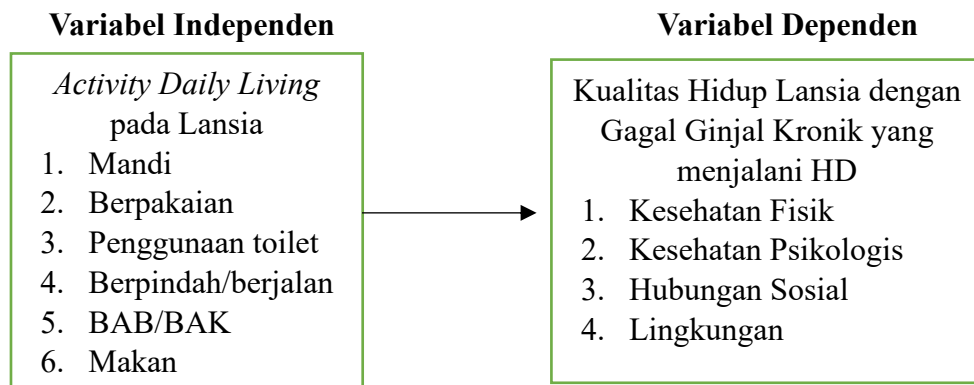 Variabel Independen
Activity Daily Living
pada Lansia
1. Mandi
2. Berpakaian
3. Penggunaan toilet
4. Berpindah/berjalan
5. BAB/BAK
6. Makan
Variabel Dependen
Kualitas Hidup Lansia dengan
Gagal Ginjal Kronik yang
menjalani HD
1. Kesehatan Fisik
2. Kesehatan Psikologis
3. Hubungan Sosial
4. Lingkungan